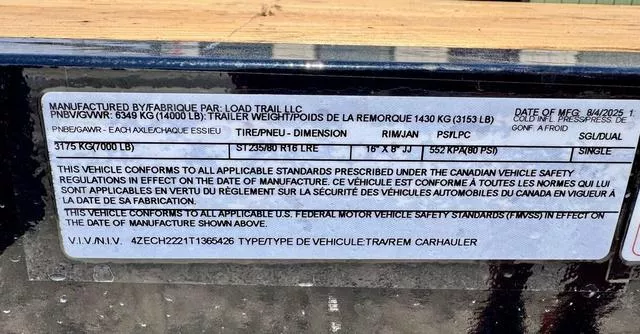 MANUFACTURED BY/FABRIQUE PAR: LOAD TRAIL LLC
DATE OF MFG: 8/4/2025 1
PNBV/GVWR: 6349 KG (14000 LB): TRAILER WEIGHT/POIDS DE LA REMORQUE 1430 KG (3153 LB)
COLD INFL. PRESS/PRESS. DE
GONF. A FROID
PNBE/GAWR - EACH AXLE/CHAQUE ESSIEU TIRE/PNEU - DIMENSION RIM/JAN PSI/LPC SGL/DUAL
3175 KG(7000 LB) ST235/80 R16 LRE 16" X 8" JJ 552 KPA(80 PSI) SINGLE
THIS VEHICLE CONFORMS TO ALL APPLICABLE STANDARDS PRESCRIBED UNDER THE CANADIAN VEHICLE SAFETY
REGULATIONS IN EFFECT ON THE DATE OF MANUFACTURE. CE VÉHICULE EST CONFORME À TOUTES LES NORMES QUI LUI
SONT APPLICABLES EN VERTU DU RÈGLEMENT SUR LA SÉCURITÉ DES VÉHICULES AUTOMOBILES DU CANADA EN VIGUEUR À
LA DATE DE SA FABRICATION.
THIS VEHICLE CONFORMS TO ALL APPLICABLE U.S. FEDERAL MOTOR VEHICLE SAFETY STANDARDS (FMVSS) IN EFFECT ON
THE DATE OF MANUFACTURE SHOWN ABOVE.
V.I.V./N.I.V. 4ZECH2221T1365426 TYPE/TYPE DE VEHICULE:TRA/REM CARHAULER